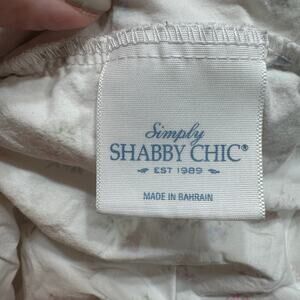 Simply
SHABBY CHIC®
EST 1989
MADE IN BAHRAIN